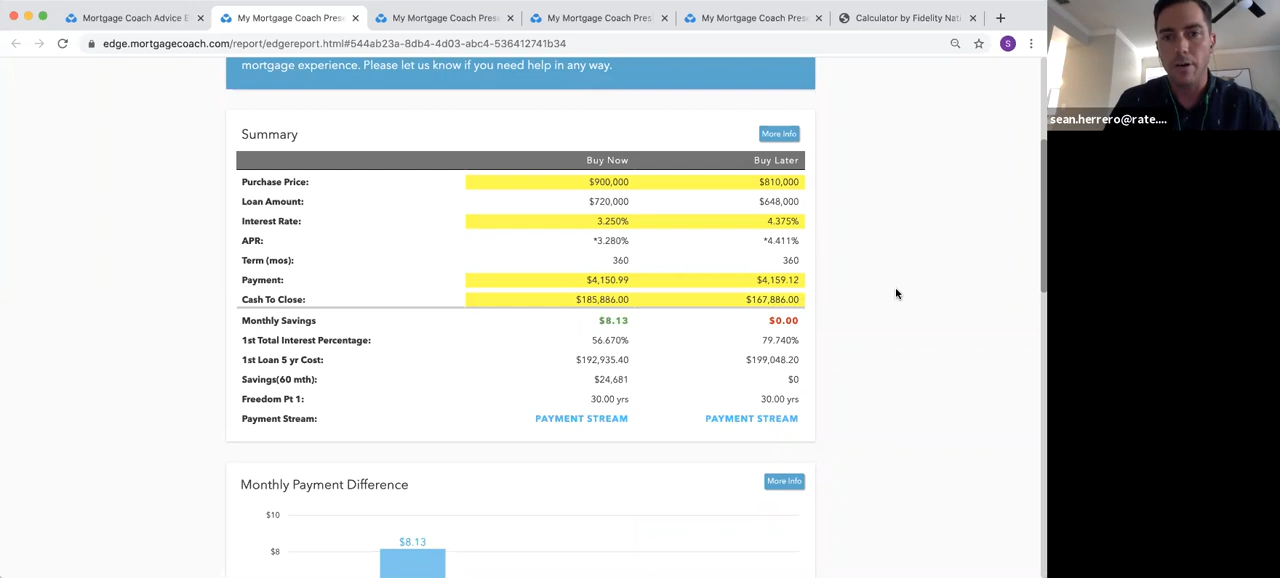 Mortgage Coach Advice E
My Mortgage Coach Prese
My Mortgage Coach Prese
My Mortgage Coach Prese
My Mortgage Coach Prese
Calculator by Fidelity Nati
edge.mortgagecoach.com/report/edgereport.html#544ab23a-8db4-4d03-abc4-536412741b34
S
mortgage experience. Please let us know if you need help in any way.
sean.herrero@rate....
Summary
More Info
Buy Now Buy Later
Purchase Price: $900,000 $810,000
Loan Amount: $720,000 $648,000
Interest Rate: 3.250% 4.375%
APR: *3.280% *4.411%
Term (mos): 360 360
Payment: $4,150.99 $4,159.12
Cash To Close: $185,886.00 $167,886.00
Monthly Savings $8.13 $0.00
1st Total Interest Percentage: 56.670% 79.740%
1st Loan 5 yr Cost: $192,935.40 $199,048.20
Savings(60 mth): $24,681 $0
Freedom Pt 1: 30.00 yrs 30.00 yrs
Payment Stream: PAYMENT STREAM PAYMENT STREAM
Monthly Payment Difference
More Info
$10
$8.13
$8